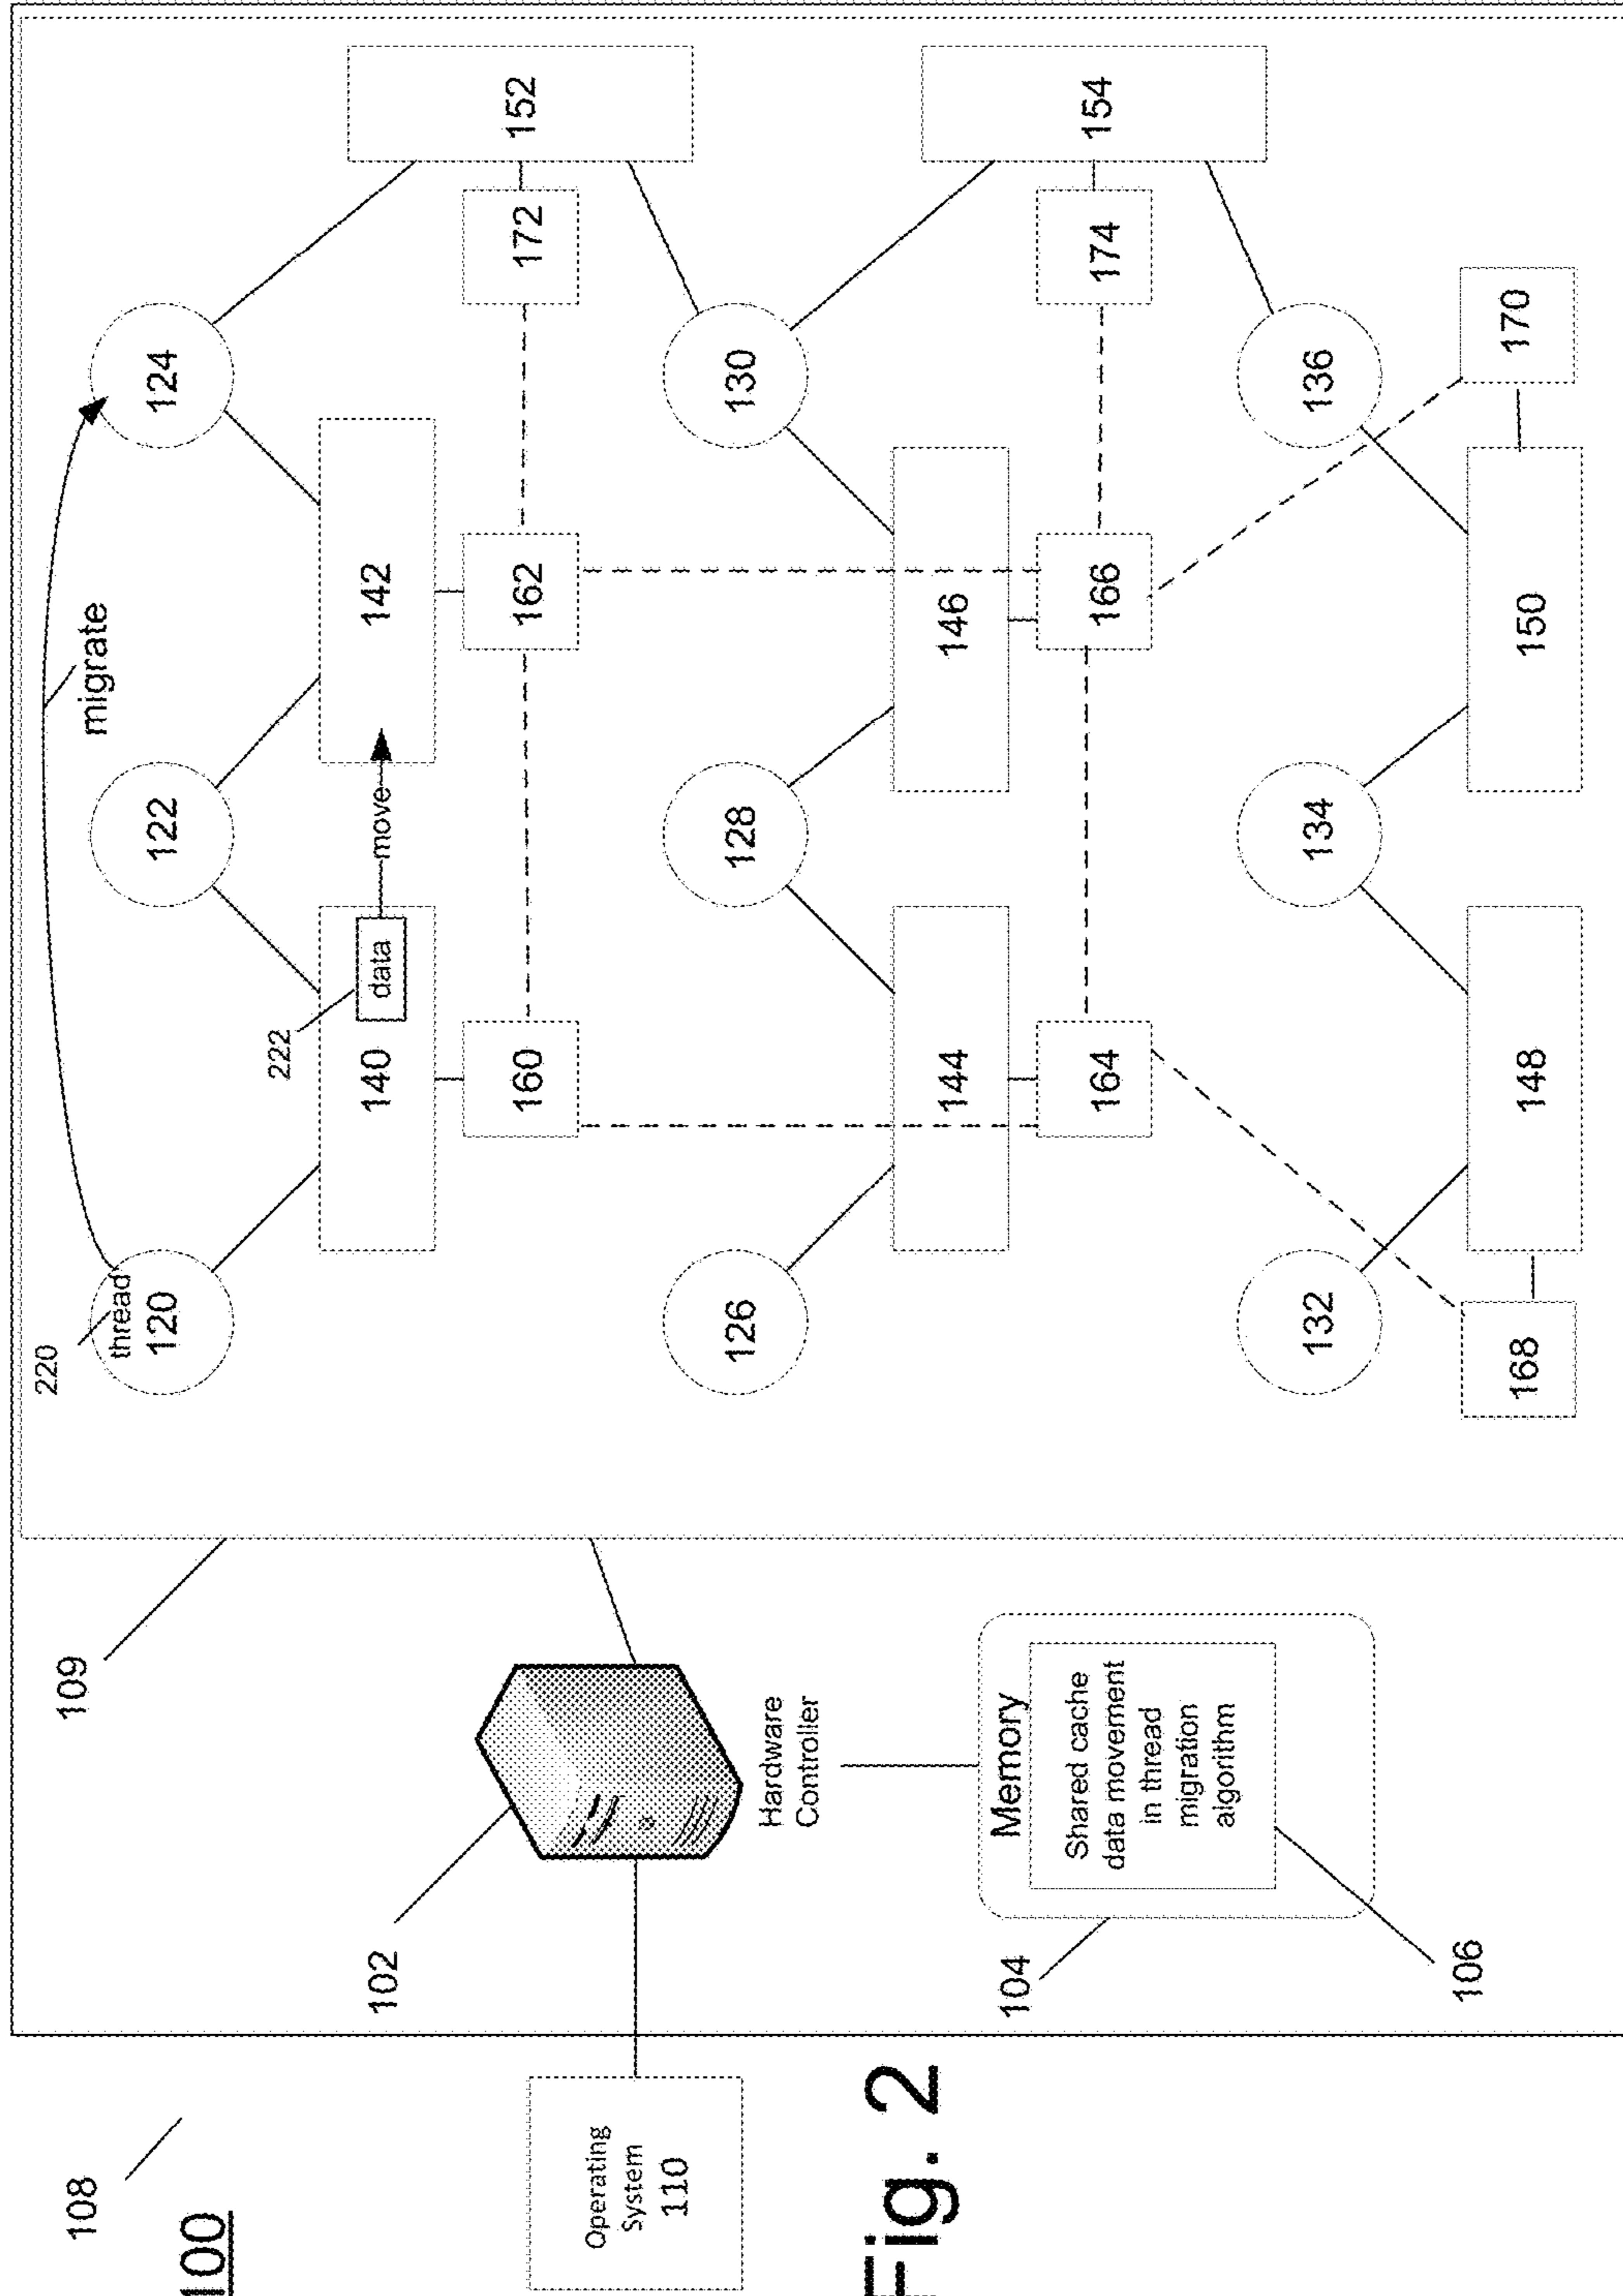 100
108
Operating
System
110
102
Hardware
Controller
104
Memory
Shared cache
data movement
in thread
migration
algorithm
106
109
220
thread
120
migrate
122
124
140
222
data
move
142
152
160
162
172
126
128
130
144
146
154
164
166
174
132
134
136
168
148
150
170
Fig. 2